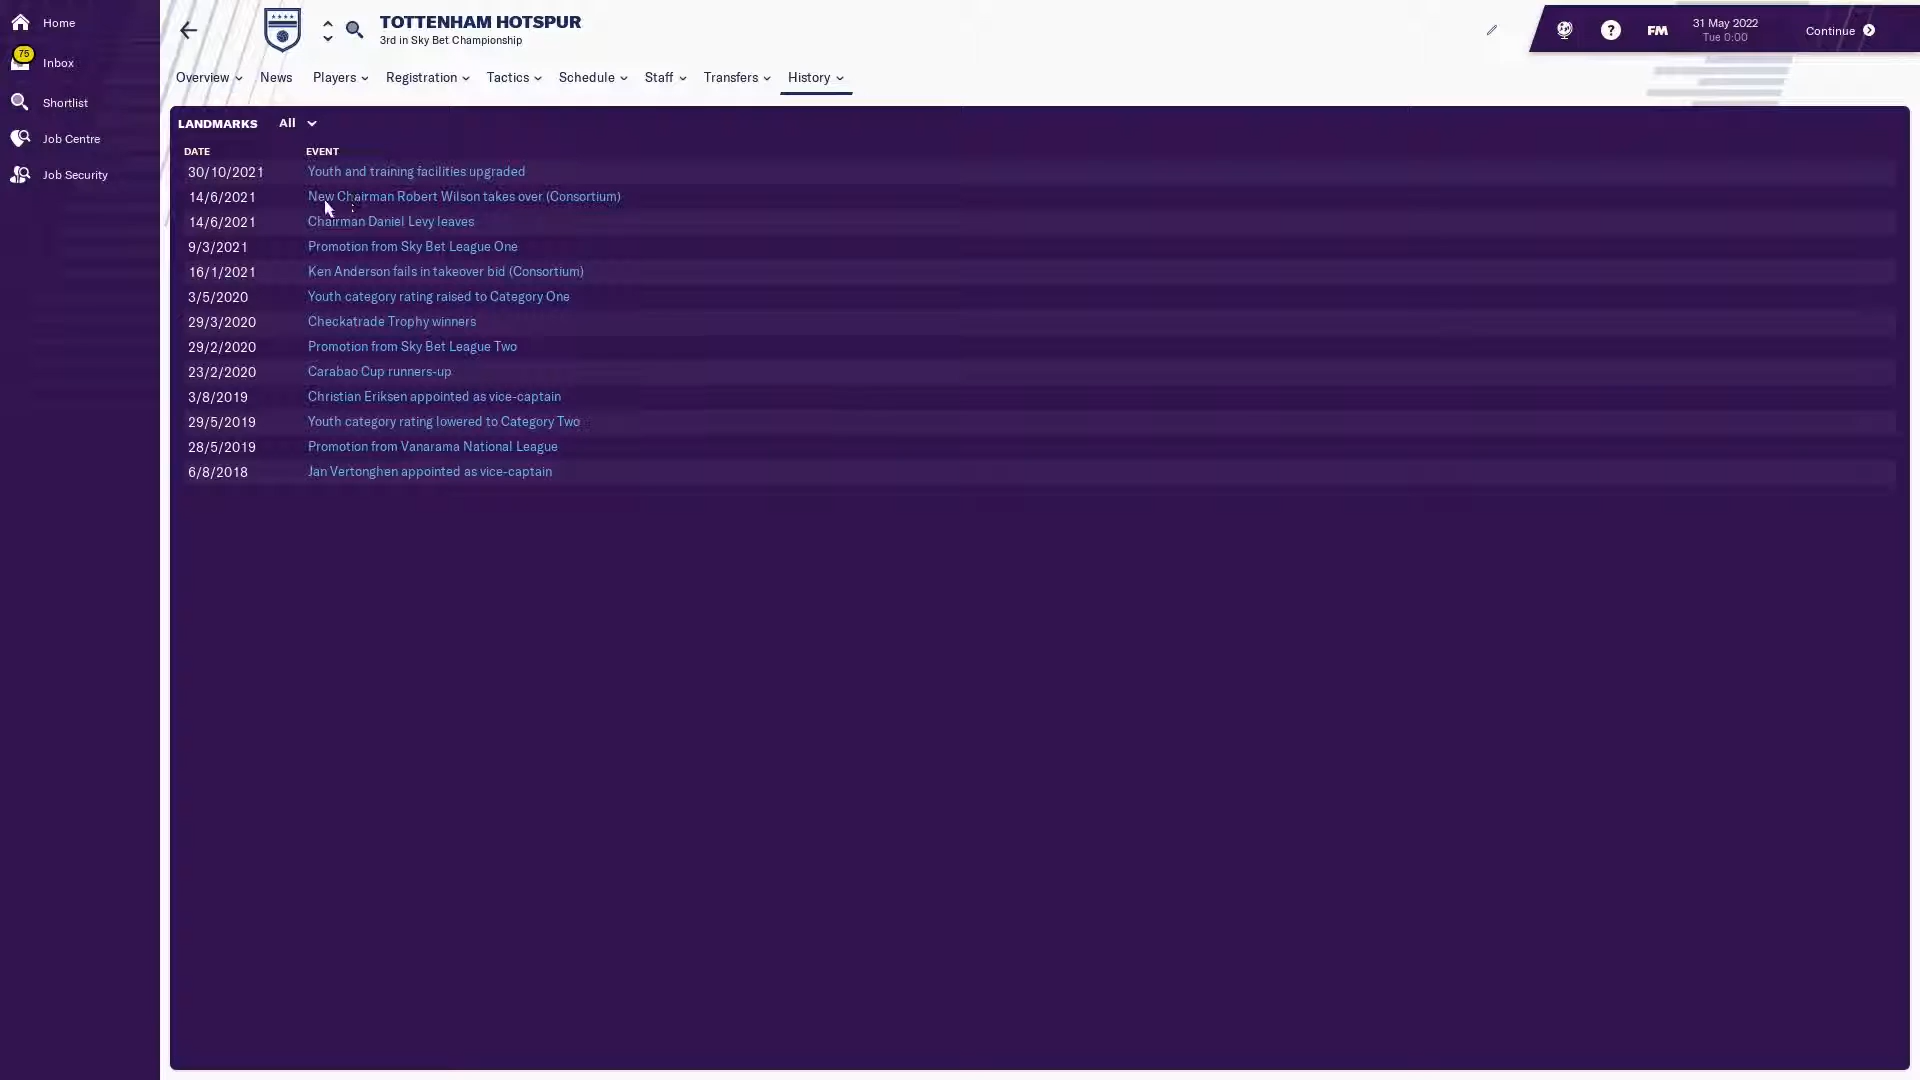 Home
75
Inbox
Shortlist
Job Centre
Job Security
TOTTENHAM HOTSPUR
3rd in Sky Bet Championship
?
FM
31 May 2022
Tue 0:00
Continue
Overview
News
Players
Registration
Tactics
Schedule
Staff
Transfers
History
LANDMARKS All
DATE EVENT
30/10/2021 Youth and training facilities upgraded
14/6/2021 New Chairman Robert Wilson takes over (Consortium)
14/6/2021 Chairman Daniel Levy leaves
9/3/2021 Promotion from Sky Bet League One
16/1/2021 Ken Anderson fails in takeover bid (Consortium)
3/5/2020 Youth category rating raised to Category One
29/3/2020 Checkatrade Trophy winners
29/2/2020 Promotion from Sky Bet League Two
23/2/2020 Carabao Cup runners-up
3/8/2019 Christian Eriksen appointed as vice-captain
29/5/2019 Youth category rating lowered to Category Two
28/5/2019 Promotion from Vanarama National League
6/8/2018 Jan Vertonghen appointed as vice-captain